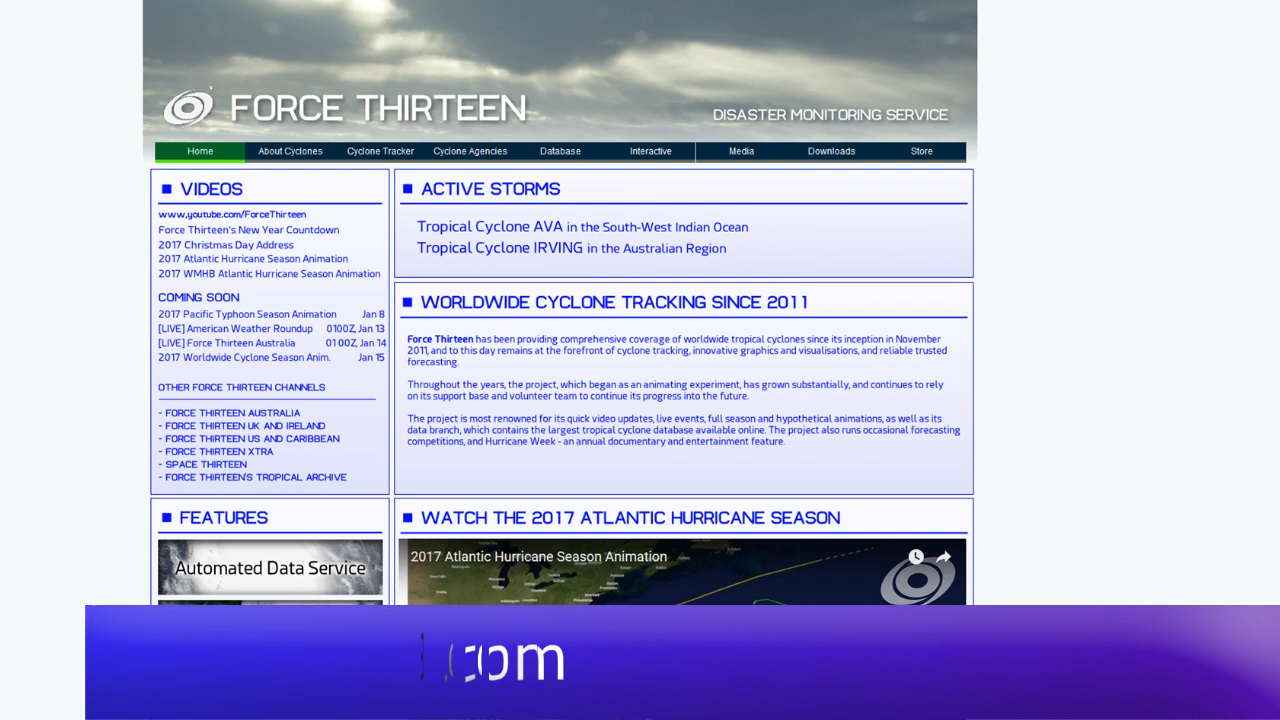 FORCE THIRTEEN
DISASTER MONITORING SERVICE
Home About Cyclones Cyclone Tracker Cyclone Agencies Database Interactive Media Downloads Store
VIDEOS
www.youtube.com/ForceThirteen
Force Thirteen's New Year Countdown
2017 Christmas Day Address
2017 Atlantic Hurricane Season Animation
2017 WMHB Atlantic Hurricane Season Animation
COMING SOON
2017 Pacific Typhoon Season Animation Jan 8
[LIVE] American Weather Roundup 0100Z, Jan 13
[LIVE] Force Thirteen Australia 0100Z, Jan 14
2017 Worldwide Cyclone Season Anim. Jan 15
OTHER FORCE THIRTEEN CHANNELS
- FORCE THIRTEEN AUSTRALIA
- FORCE THIRTEEN UK AND IRELAND
- FORCE THIRTEEN US AND CARIBBEAN
- FORCE THIRTEEN XTRA
- SPACE THIRTEEN
- FORCE THIRTEEN'S TROPICAL ARCHIVE
ACTIVE STORMS
Tropical Cyclone AVA in the South-West Indian Ocean
Tropical Cyclone IRVING in the Australian Region
WORLDWIDE CYCLONE TRACKING SINCE 2011
Force Thirteen has been providing comprehensive coverage of worldwide tropical cyclones since its inception in November
2011, and to this day remains at the forefront of cyclone tracking, innovative graphics and visualisations, and reliable trusted
forecasting.
Throughout the years, the project, which began as an animating experiment, has grown substantially, and continues to rely
on its support base and volunteer team to continue its progress into the future.
The project is most renowned for its quick video updates, live events, full season and hypothetical animations, as well as its
data branch, which contains the largest tropical cyclone database available online. The project also runs occasional forecasting
competitions, and Hurricane Week - an annual documentary and entertainment feature.
FEATURES
Automated Data Service
WATCH THE 2017 ATLANTIC HURRICANE SEASON
2017 Atlantic Hurricane Season Animation
.com